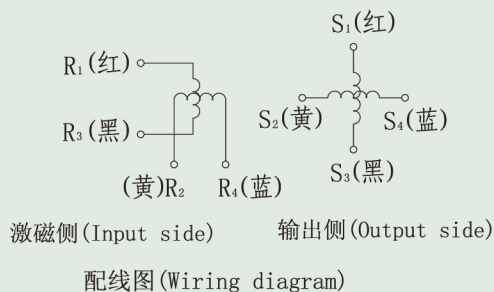 S₁(红)
R₁(红)
S₂(黄)
S₄(蓝)
R₃(黑)
S₃(黑)
(黄)R₂
R₄(蓝)
激磁侧(Input side)
输出侧(Output side)
配线图(Wiring diagram)